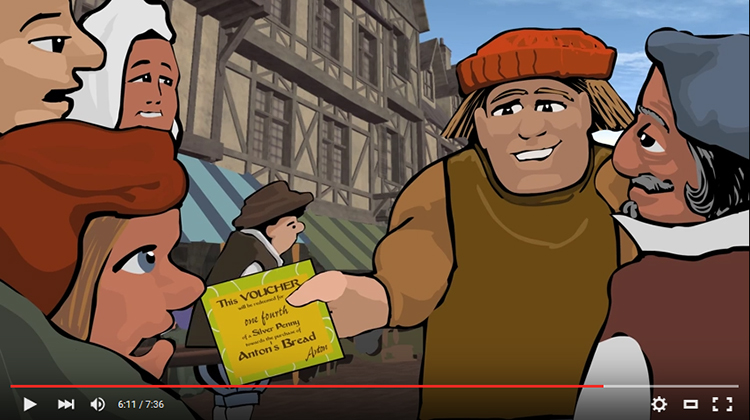 This VOUCHER
will be redeemed for
one fourth
of a Silver Penny
towards the purchase of
Anton's Bread
Anton
6:11 / 7:36